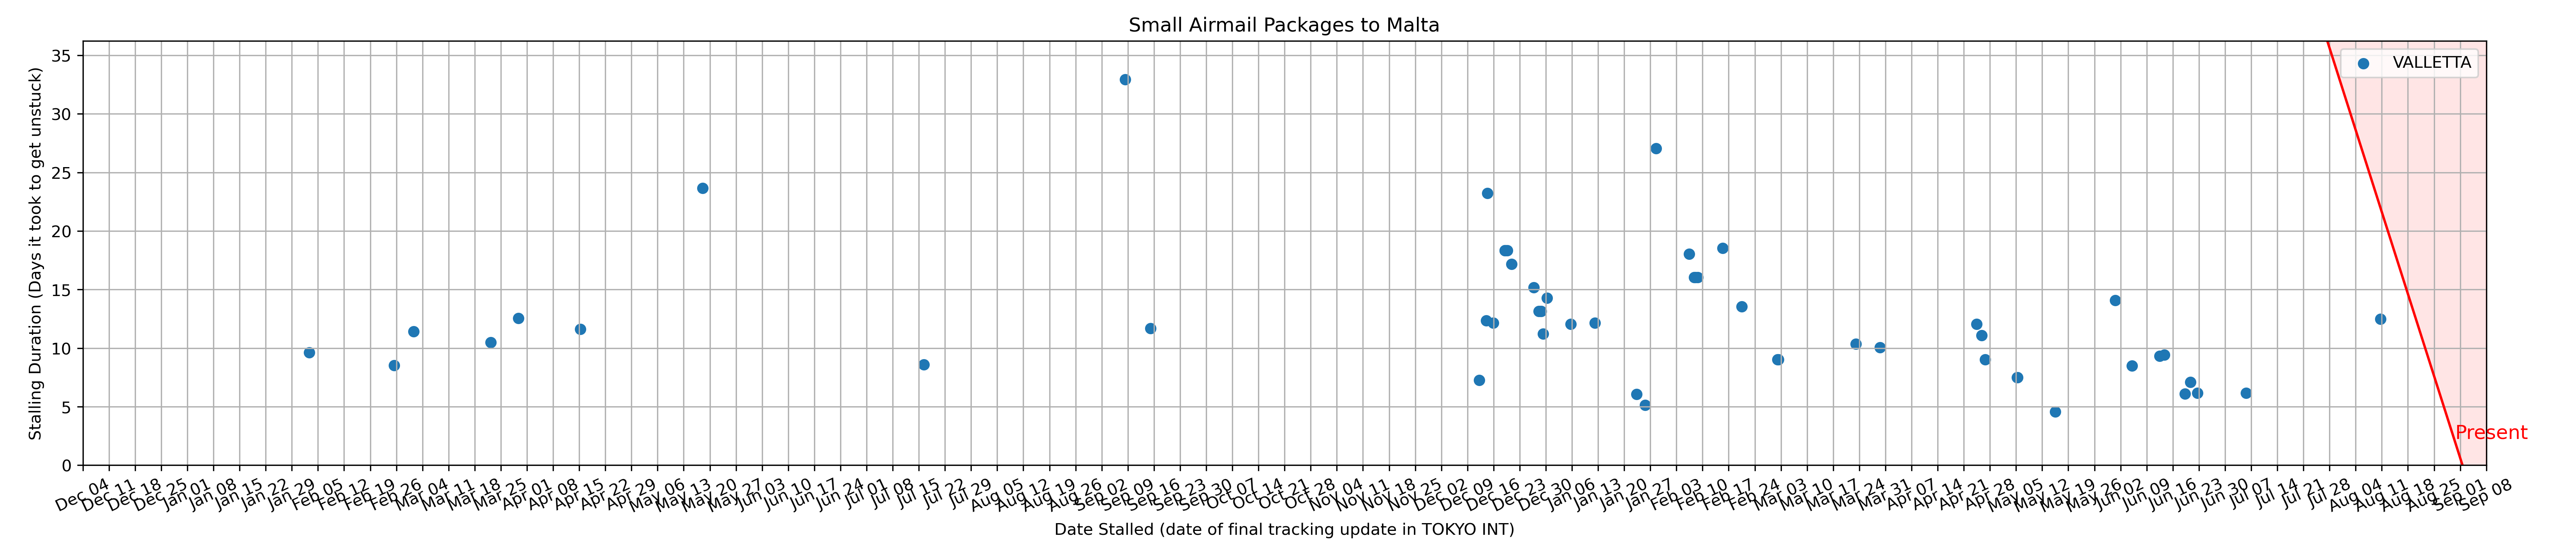 Small Airmail Packages to Malta
VALLETTA
Stalling Duration (Days it took to get unstuck)
35
30
25
20
15
10
5
0
Present
Dec 04 Dec 11 Dec 18 Dec 25 Jan 01 Jan 08 Jan 15 Jan 22 Jan 29 Feb 05 Feb 12 Feb 19 Feb 26 Mar 04 Mar 11 Mar 18 Mar 25 Apr 01 Apr 08 Apr 15 Apr 22 Apr 29 May 06 May 13 May 20 May 27 Jun 03 Jun 10 Jun 17 Jun 24 Jul 01 Jul 08 Jul 15 Jul 22 Jul 29 Aug 05 Aug 12 Aug 19 Aug 26 Sep 02 Sep 09 Sep 16 Sep 23 Sep 30 Oct 07 Oct 14 Oct 21 Oct 28 Nov 04 Nov 11 Nov 18 Nov 25 Dec 02 Dec 09 Dec 16 Dec 23 Dec 30 Jan 06 Jan 13 Jan 20 Jan 27 Feb 03 Feb 10 Feb 17 Feb 24 Mar 03 Mar 10 Mar 17 Mar 24 Mar 31 Apr 07 Apr 14 Apr 21 Apr 28 May 05 May 12 May 19 May 26 Jun 02 Jun 09 Jun 16 Jun 23 Jun 30 Jul 07 Jul 14 Jul 21 Jul 28 Aug 04 Aug 11 Aug 18 Aug 25 Sep 01 Sep 08
Date Stalled (date of final tracking update in TOKYO INT)